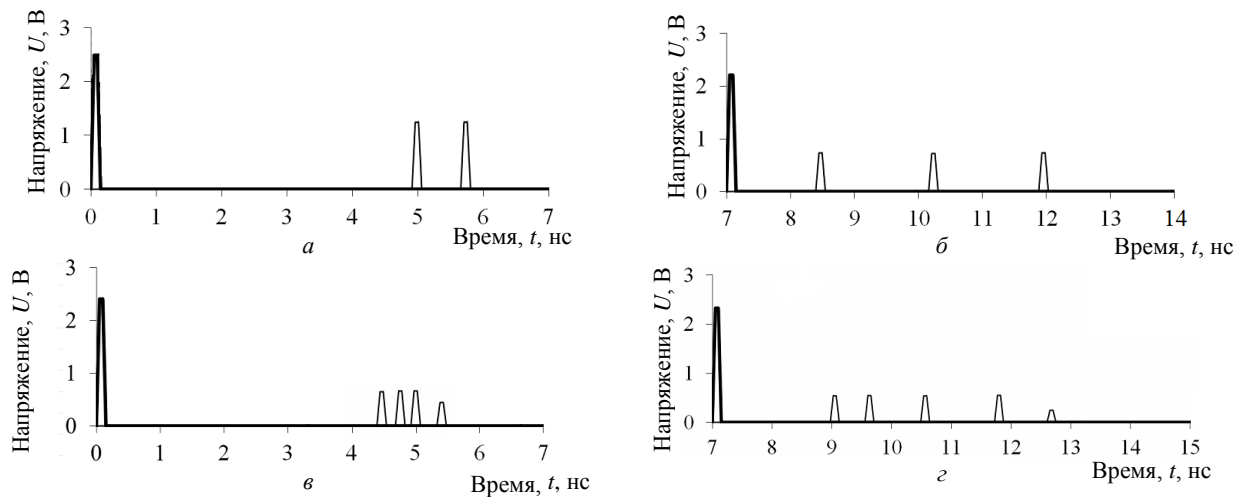 Напряжение, U, В
3
2
1
0
0 1 2 3 4 5 6 7
Время, t, нс
а
Напряжение, U, В
3
2
1
0
7 8 9 10 11 12 13 14
Время, t, нс
б
Напряжение, U, В
3
2
1
0
0 1 2 3 4 5 6 7
Время, t, нс
в
Напряжение, U, В
3
2
1
0
7 8 9 10 11 12 13 14 15
Время, t, нс
г